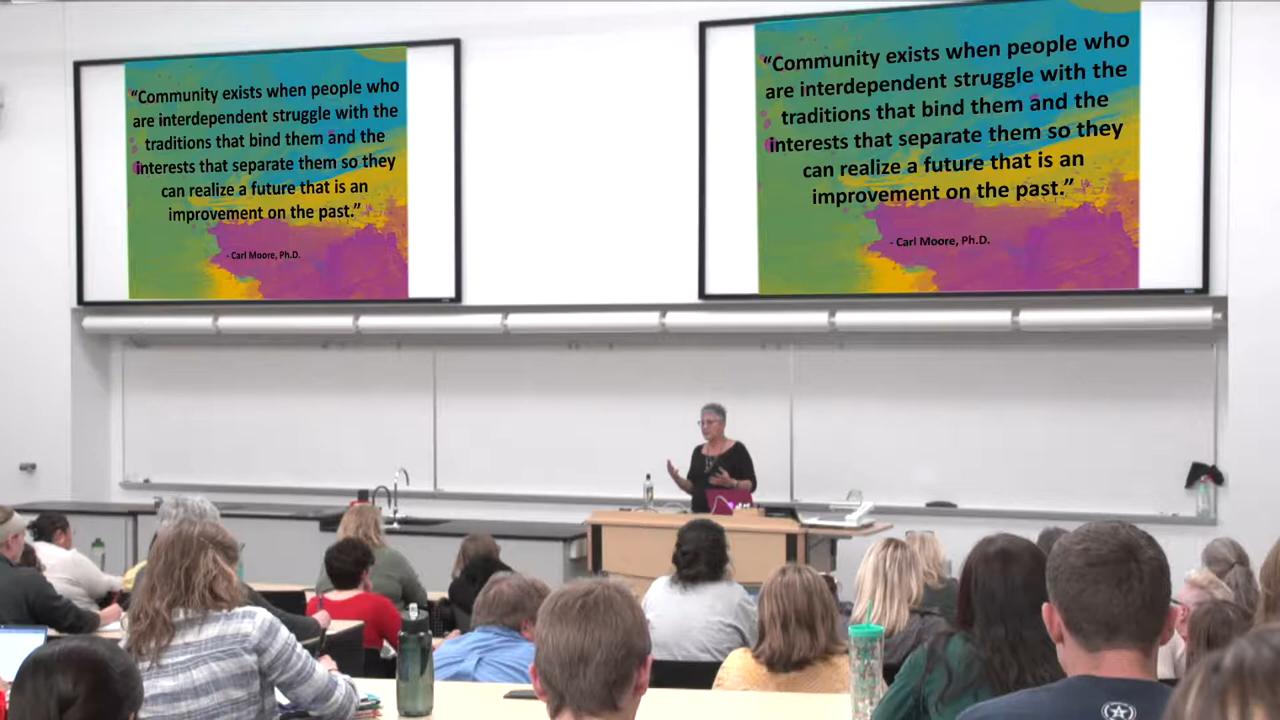 “Community exists when people who
are interdependent struggle with the
traditions that bind them and the
interests that separate them so they
can realize a future that is an
improvement on the past.”
- Carl Moore, Ph.D.
“Community exists when people who
are interdependent struggle with the
traditions that bind them and the
interests that separate them so they
can realize a future that is an
improvement on the past.”
- Carl Moore, Ph.D.